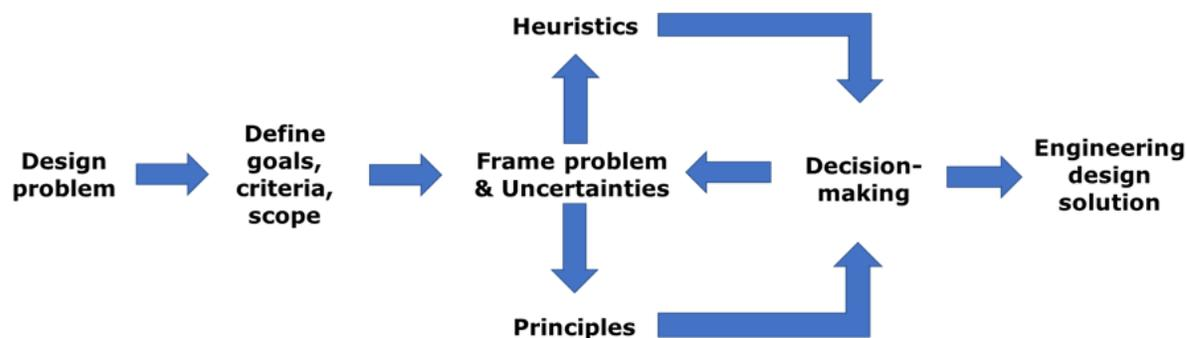 Heuristics
Design
problem
Define
goals,
criteria,
scope
Frame problem
& Uncertainties
Decision-
making
Engineering
design
solution
Principles